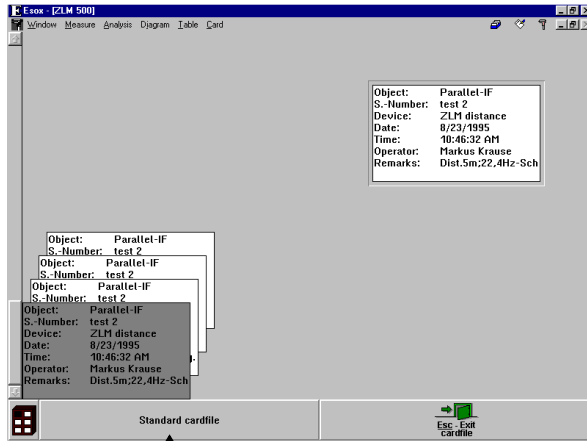 Esox - [ZLM 500]
Window Measure Analysis Djagram Table Card
Object: Parallel-IF
S.-Number: test 2
Device: ZLM distance
Date: 8/23/1995
Time: 10:46:32 AM
Operator: Markus Krause
Remarks: Dist.5m;22,4Hz-Sch
Object: Parallel-IF
S.-Number: test 2
Object: Parallel-IF
S.-Number: test 2
Object: Parallel-IF
S.-Number: test 2
Object: Parallel-IF
S.-Number: test 2
Device: ZLM distance
Date: 8/23/1995
Time: 10:46:32 AM
Operator: Markus Krause
Remarks: Dist.5m;22,4Hz-Sch
Standard cardfile
Esc - Exit
cardfile